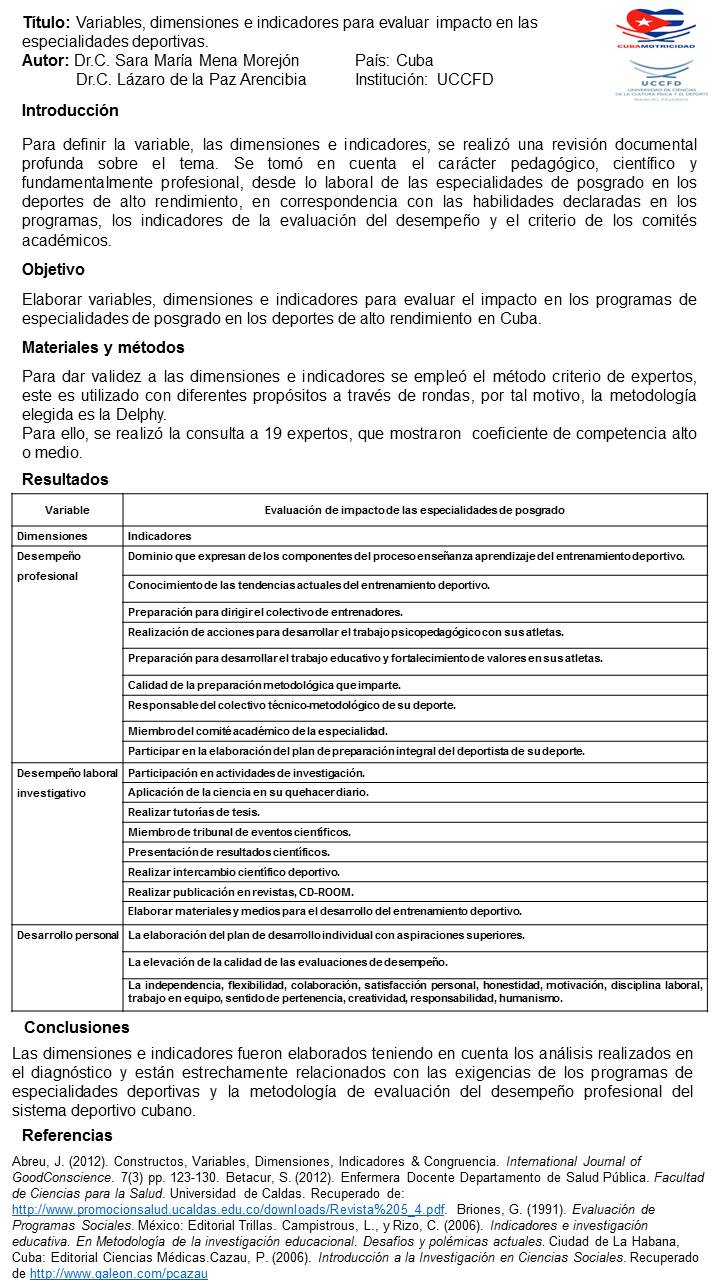 Título: Variables, dimensiones e indicadores para evaluar impacto en las
especialidades deportivas.
Autor: Dr.C. Sara María Mena Morejón País: Cuba
Dr.C. Lázaro de la Paz Arencibia Institución: UCCFD
CUBAMOTRICIDAD
UCCFD
UNIVERSIDAD DE CIENCIAS
DE LA CULTURA FÍSICA Y EL DEPORTE
MANUEL FAJARDO
Introducción
Para definir la variable, las dimensiones e indicadores, se realizó una revisión documental
profunda sobre el tema. Se tomó en cuenta el carácter pedagógico, científico y
fundamentalmente profesional, desde lo laboral de las especialidades de posgrado en los
deportes de alto rendimiento, en correspondencia con las habilidades declaradas en los
programas, los indicadores de la evaluación del desempeño y el criterio de los comités
académicos.
Objetivo
Elaborar variables, dimensiones e indicadores para evaluar el impacto en los programas de
especialidades de posgrado en los deportes de alto rendimiento en Cuba.
Materiales y métodos
Para dar validez a las dimensiones e indicadores se empleó el método criterio de expertos,
este es utilizado con diferentes propósitos a través de rondas, por tal motivo, la metodología
elegida es la Delphy.
Para ello, se realizó la consulta a 19 expertos, que mostraron coeficiente de competencia alto
o medio.
Resultados
Variable Evaluación de impacto de las especialidades de posgrado
Dimensiones Indicadores
Desempeño profesional Dominio que expresan de los componentes del proceso enseñanza aprendizaje del entrenamiento deportivo.
Conocimiento de las tendencias actuales del entrenamiento deportivo.
Preparación para dirigir el colectivo de entrenadores.
Realización de acciones para desarrollar el trabajo psicopedagógico con sus atletas.
Preparación para desarrollar el trabajo educativo y fortalecimiento de valores en sus atletas.
Calidad de la preparación metodológica que imparte.
Responsable del colectivo técnico-metodológico de su deporte.
Miembro del comité académico de la especialidad.
Participar en la elaboración del plan de preparación integral del deportista de su deporte.
Desempeño laboral investigativo Participación en actividades de investigación.
Aplicación de la ciencia en su quehacer diario.
Realizar tutorías de tesis.
Miembro de tribunal de eventos científicos.
Presentación de resultados científicos.
Realizar intercambio científico deportivo.
Realizar publicación en revistas, CD-ROOM.
Elaborar materiales y medios para el desarrollo del entrenamiento deportivo.
Desarrollo personal La elaboración del plan de desarrollo individual con aspiraciones superiores.
La elevación de la calidad de las evaluaciones de desempeño.
La independencia, flexibilidad, colaboración, satisfacción personal, honestidad, motivación, disciplina laboral,
trabajo en equipo, sentido de pertenencia, creatividad, responsabilidad, humanismo.
Conclusiones
Las dimensiones e indicadores fueron elaborados teniendo en cuenta los análisis realizados en
el diagnóstico y están estrechamente relacionados con las exigencias de los programas de
especialidades deportivas y la metodología de evaluación del desempeño profesional del
sistema deportivo cubano.
Referencias
Abreu, J. (2012). Constructos, Variables, Dimensiones, Indicadores & Congruencia. International Journal of
GoodConscience. 7(3) pp. 123-130. Betacur, S. (2012). Enfermera Docente Departamento de Salud Pública. Facultad
de Ciencias para la Salud. Universidad de Caldas. Recuperado de:
http://www.promocionsalud.ucaldas.edu.co/downloads/Revista%205_4.pdf. Briones, G. (1991). Evaluación de
Programas Sociales. México: Editorial Trillas. Campistrous, L., y Rizo, C. (2006). Indicadores e investigación
educativa. En Metodología de la investigación educacional. Desafíos y polémicas actuales. Ciudad de La Habana,
Cuba: Editorial Ciencias Médicas.Cazau, P. (2006). Introducción a la Investigación en Ciencias Sociales. Recuperado
de http://www.galeon.com/pcazau